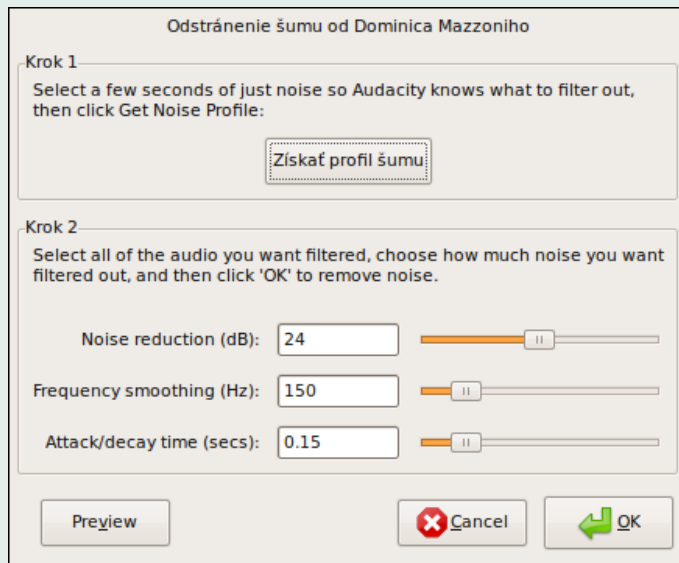 Odstránenie šumu od Dominica Mazzoniho
Krok 1
Select a few seconds of just noise so Audacity knows what to filter out,
then click Get Noise Profile:
Získať profil šumu
Krok 2
Select all of the audio you want filtered, choose how much noise you want
filtered out, and then click 'OK' to remove noise.
Noise reduction (dB): 24
Frequency smoothing (Hz): 150
Attack/decay time (secs): 0.15
Preview Cancel OK